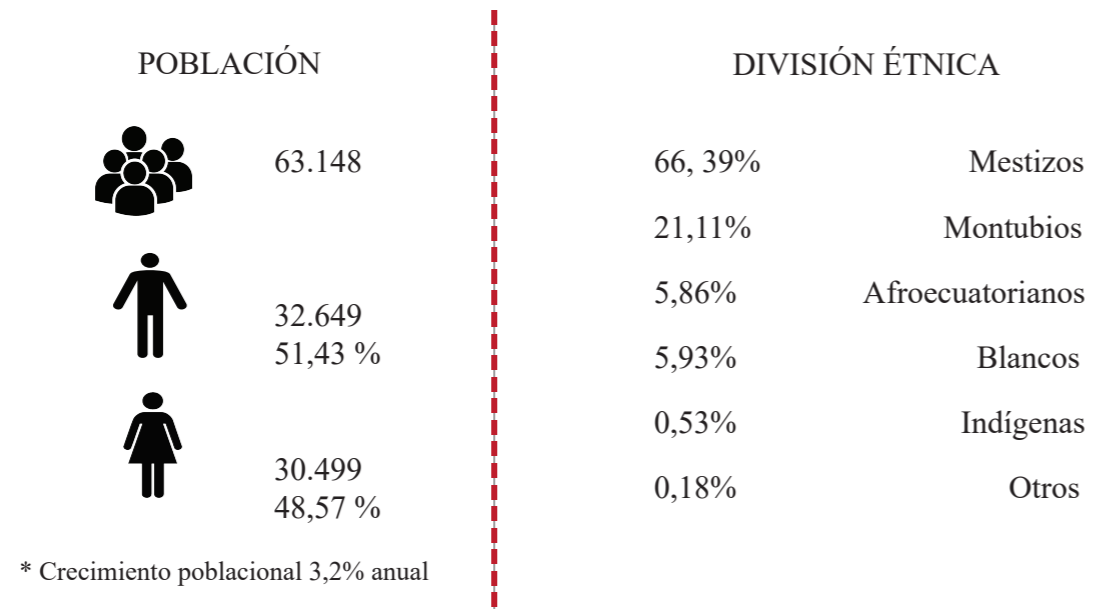 POBLACIÓN
63.148
32.649
51,43 %
30.499
48,57 %
* Crecimiento poblacional 3,2% anual
DIVISIÓN ÉTNICA
66, 39% Mestizos
21,11% Montubios
5,86% Afroecuatorianos
5,93% Blancos
0,53% Indígenas
0,18% Otros